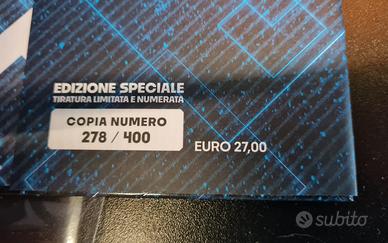 EDIZIONE SPECIALE
TIRATURA LIMITATA E NUMERATA
COPIA NUMERO
278 / 400
EURO 27,00
subito